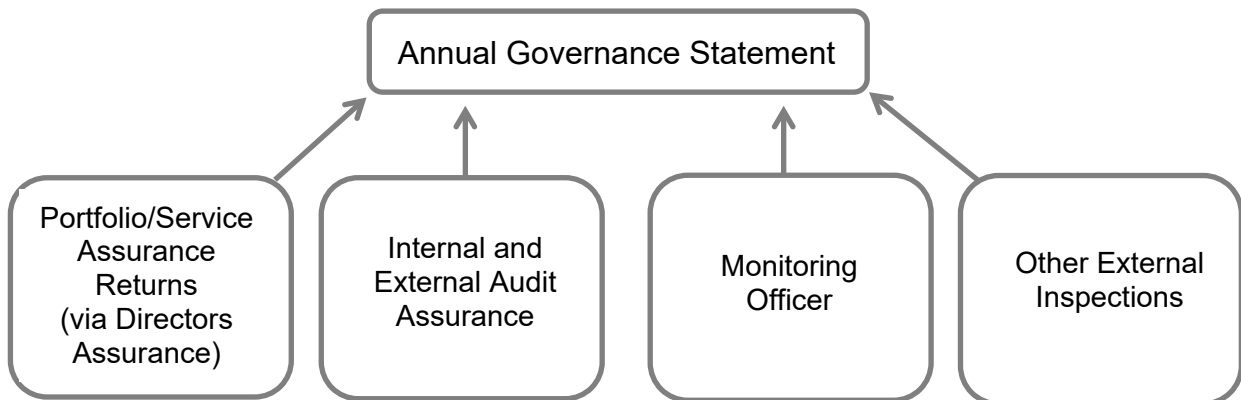 Annual Governance Statement
Portfolio/Service
Assurance
Returns
(via Directors
Assurance)
Internal and
External Audit
Assurance
Monitoring
Officer
Other External
Inspections